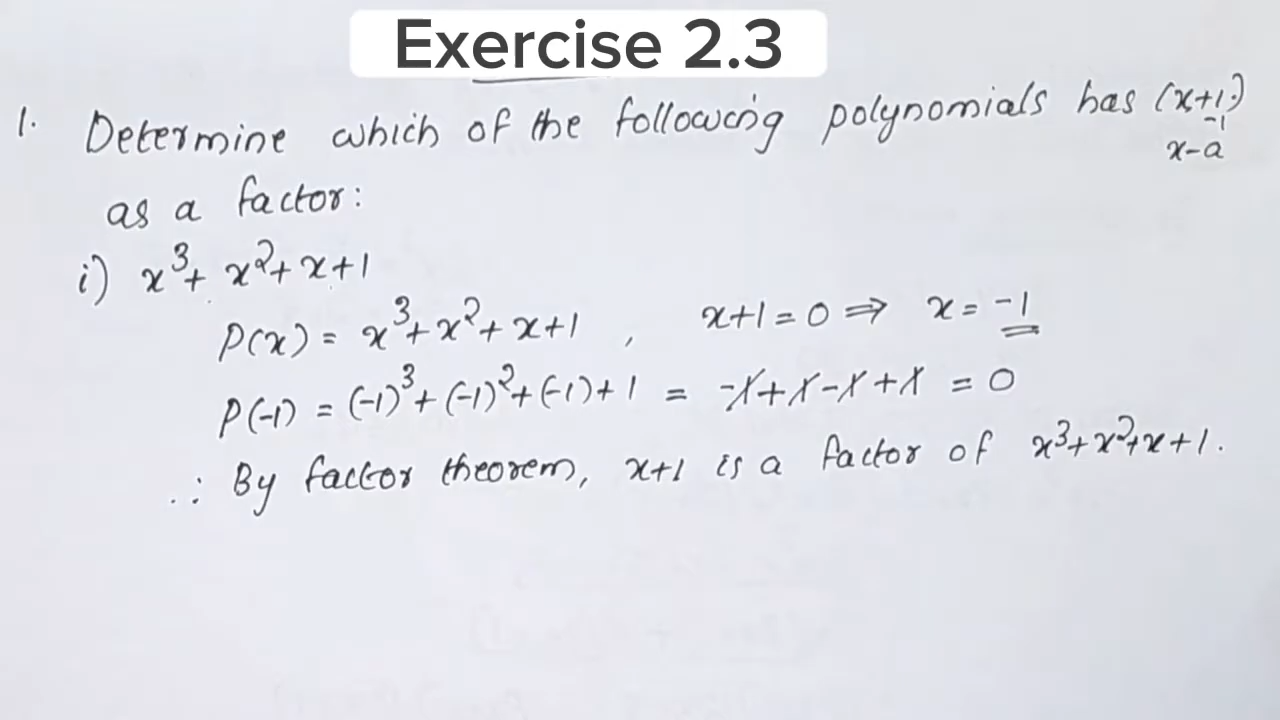 Exercise 2.3
1. Determine which of the following polynomials has (x+1)
-1
x-a
as a factor:
i) x³+ x²+ x+1
P(x) = x³+x²+x+1 , x+1=0 ⇒ x= -1
P(-1) = (-1)³+(-1)²+(-1)+1 = -1+1-1+1 = 0
∴ By factor theorem, x+1 is a factor of x³+x²+x+1.